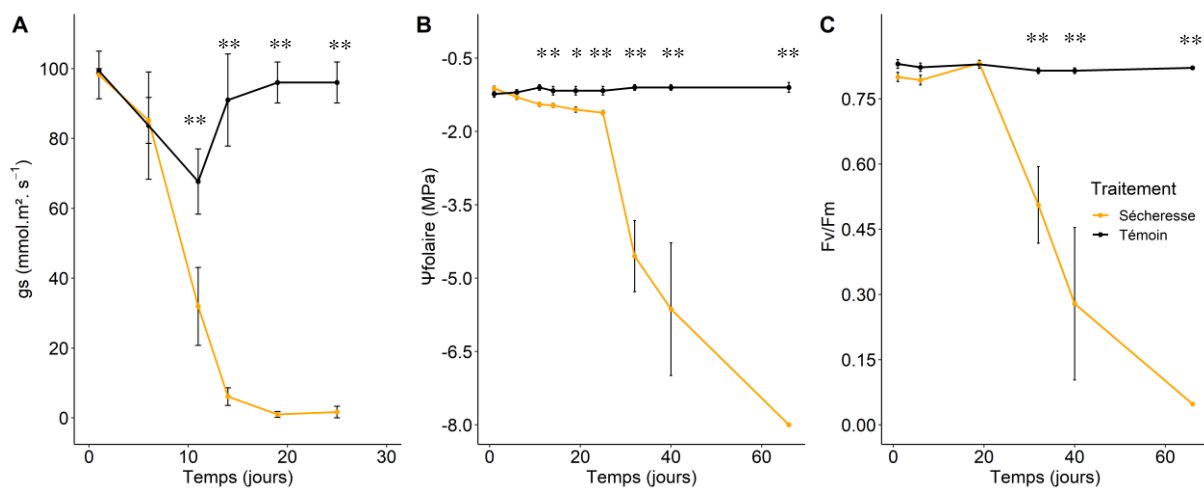 A
gs (mmol.m². s⁻¹)
100
80
60
40
20
0
** ** ** **
0 10 20 30
Temps (jours)
B
Ψfolaire (MPa)
-0.5
-2.0
-3.5
-5.0
-6.5
-8.0
** * ** ** ** **
0 20 40 60
Temps (jours)
C
Fv/Fm
0.75
0.60
0.45
0.30
0.15
0.00
** ** **
0 20 40 60
Temps (jours)
Traitement
Sécheresse
Témoin